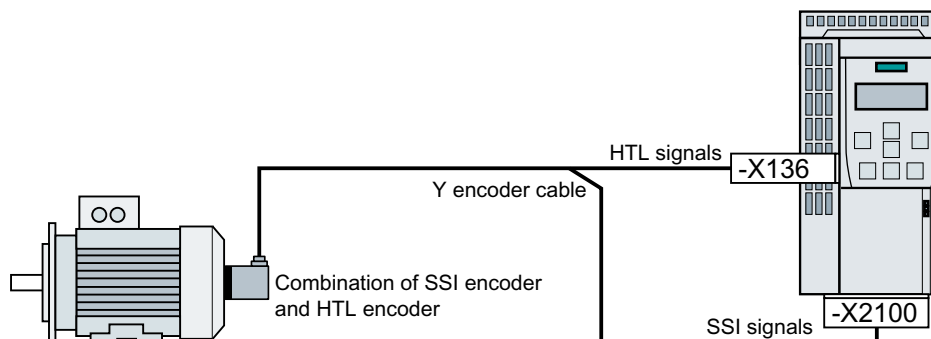 HTL signals
-X136
Y encoder cable
Combination of SSI encoder
and HTL encoder
-X2100
SSI signals